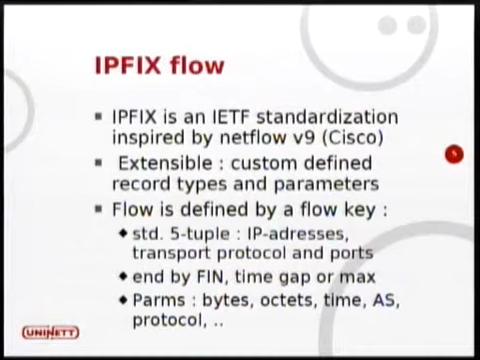 IPFIX flow
IPFIX is an IETF standardization
inspired by netflow v9 (Cisco)
Extensible : custom defined
record types and parameters
Flow is defined by a flow key :
std. 5-tuple : IP-adresses,
transport protocol and ports
end by FIN, time gap or max
Parms : bytes, octets, time, AS,
protocol, ..
UNINETT